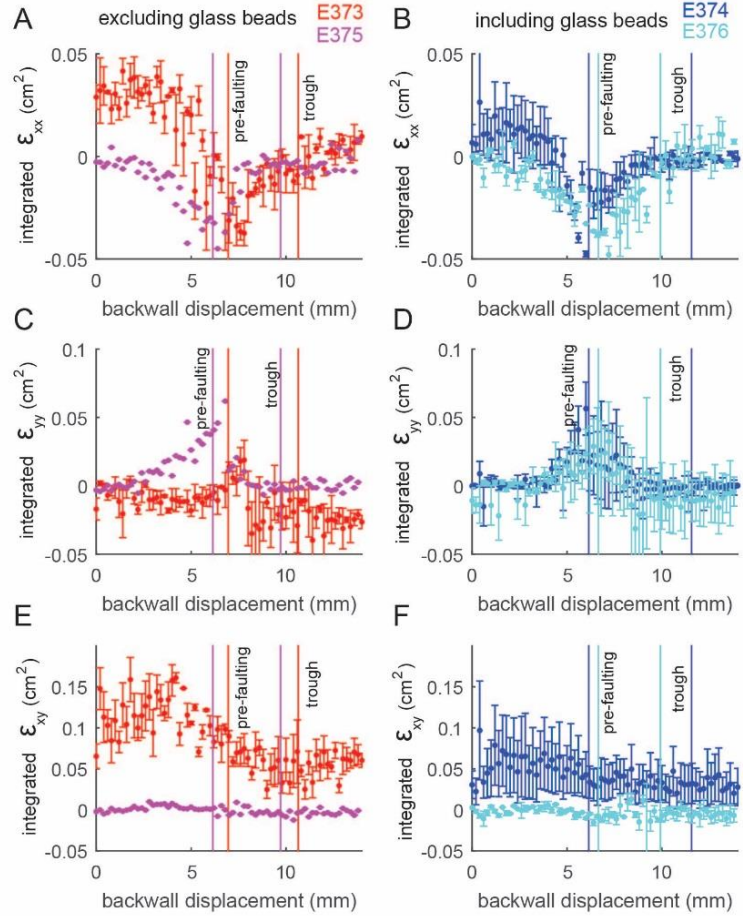 A excluding glass beads E373
E375
B including glass beads E374
E376
0.05
0
-0.05
integrated εxx (cm²)
pre-faulting
trough
0 5 10
backwall displacement (mm)
0.05
0
-0.05
integrated εxx (cm²)
pre-faulting
trough
0 5 10
backwall displacement (mm)
C
0.1
0.05
0
-0.05
integrated εyy (cm²)
pre-faulting
trough
0 5 10
backwall displacement (mm)
D
0.1
0.05
0
-0.05
integrated εyy (cm²)
pre-faulting
trough
0 5 10
backwall displacement (mm)
E
0.15
0.1
0.05
0
-0.05
integrated εxy (cm²)
pre-faulting
trough
0 5 10
backwall displacement (mm)
F
0.15
0.1
0.05
0
-0.05
integrated εxy (cm²)
pre-faulting
trough
0 5 10
backwall displacement (mm)